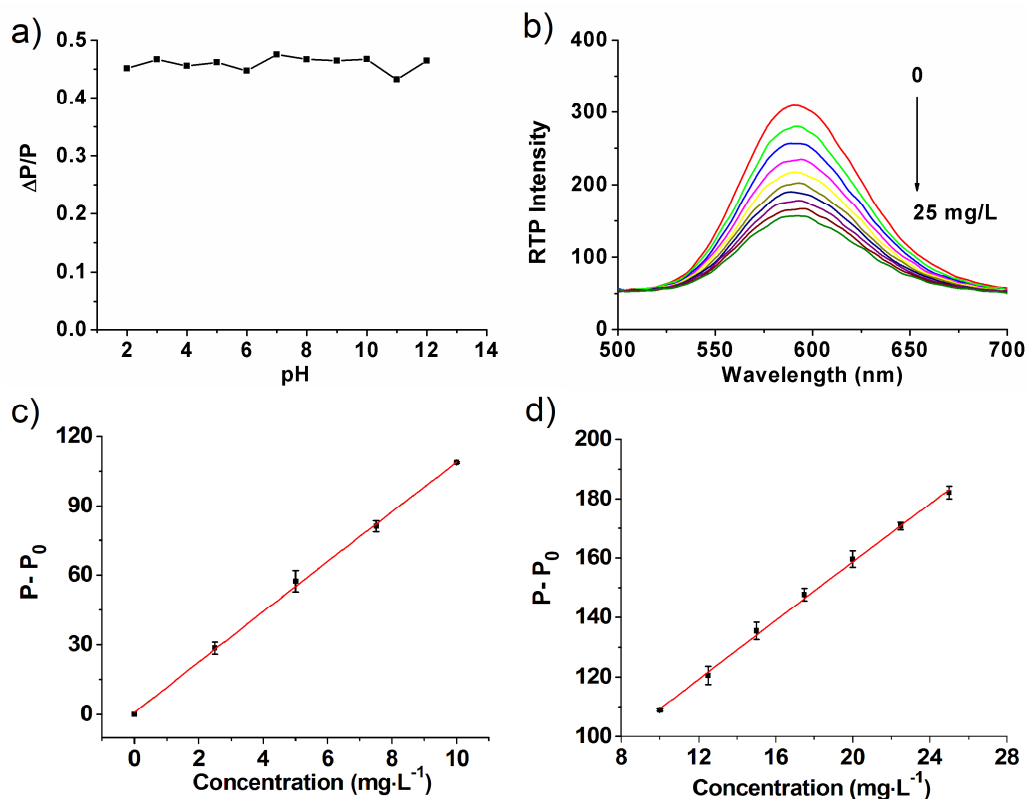 a)
0.5
0.4
0.3
0.2
0.1
0.0
ΔP/P
2 4 6 8 10 12 14
pH
b)
400
300
200
100
0
RTP Intensity
0
25 mg/L
500 550 600 650 700
Wavelength (nm)
c)
120
90
60
30
0
P- P₀
0 2 4 6 8 10
Concentration (mg·L⁻¹)
d)
200
180
160
140
120
100
P- P₀
8 12 16 20 24 28
Concentration (mg·L⁻¹)